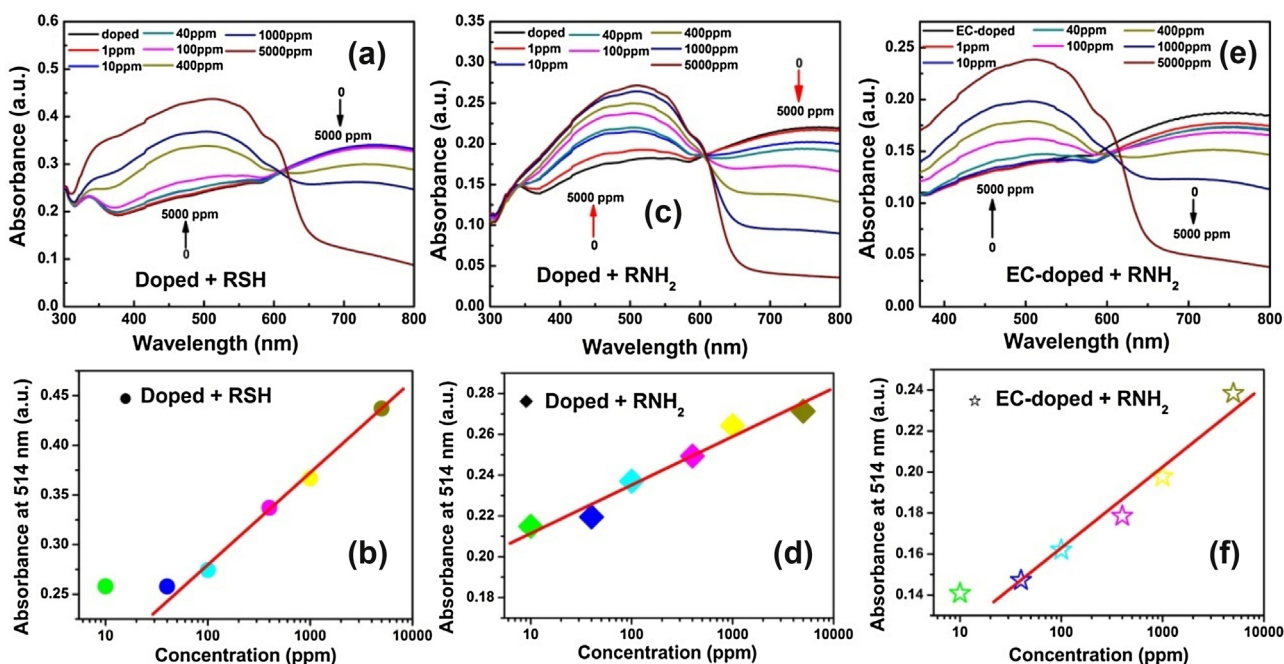 (a)
doped 40ppm 1000ppm
1ppm 100ppm 5000ppm
10ppm 400ppm
0
5000 ppm
5000 ppm
0
Doped + RSH
Absorbance (a.u.)
0.6
0.5
0.4
0.3
0.2
0.1
0.0
300 400 500 600 700 800
Wavelength (nm)
(c)
doped 40ppm 400ppm
1ppm 100ppm 1000ppm
10ppm 5000ppm
0
5000 ppm
5000 ppm
0
Doped + RNH2
Absorbance (a.u.)
0.35
0.30
0.25
0.20
0.15
0.10
0.05
0.00
300 400 500 600 700 800
Wavelength (nm)
(e)
EC-doped 40ppm 400ppm
1ppm 100ppm 1000ppm
10ppm 5000ppm
5000 ppm
0
0
5000 ppm
EC-doped + RNH2
Absorbance (a.u.)
0.25
0.20
0.15
0.10
0.05
0.00
400 500 600 700 800
Wavelength (nm)
Doped + RSH
(b)
Absorbance at 514 nm (a.u.)
0.45
0.40
0.35
0.30
0.25
10 100 1000 10000
Concentration (ppm)
Doped + RNH2
(d)
Absorbance at 514 nm (a.u.)
0.28
0.26
0.24
0.22
0.20
0.18
10 100 1000 10000
Concentration (ppm)
EC-doped + RNH2
(f)
Absorbance at 514 nm (a.u.)
0.24
0.22
0.20
0.18
0.16
0.14
10 100 1000 10000
Concentration (ppm)